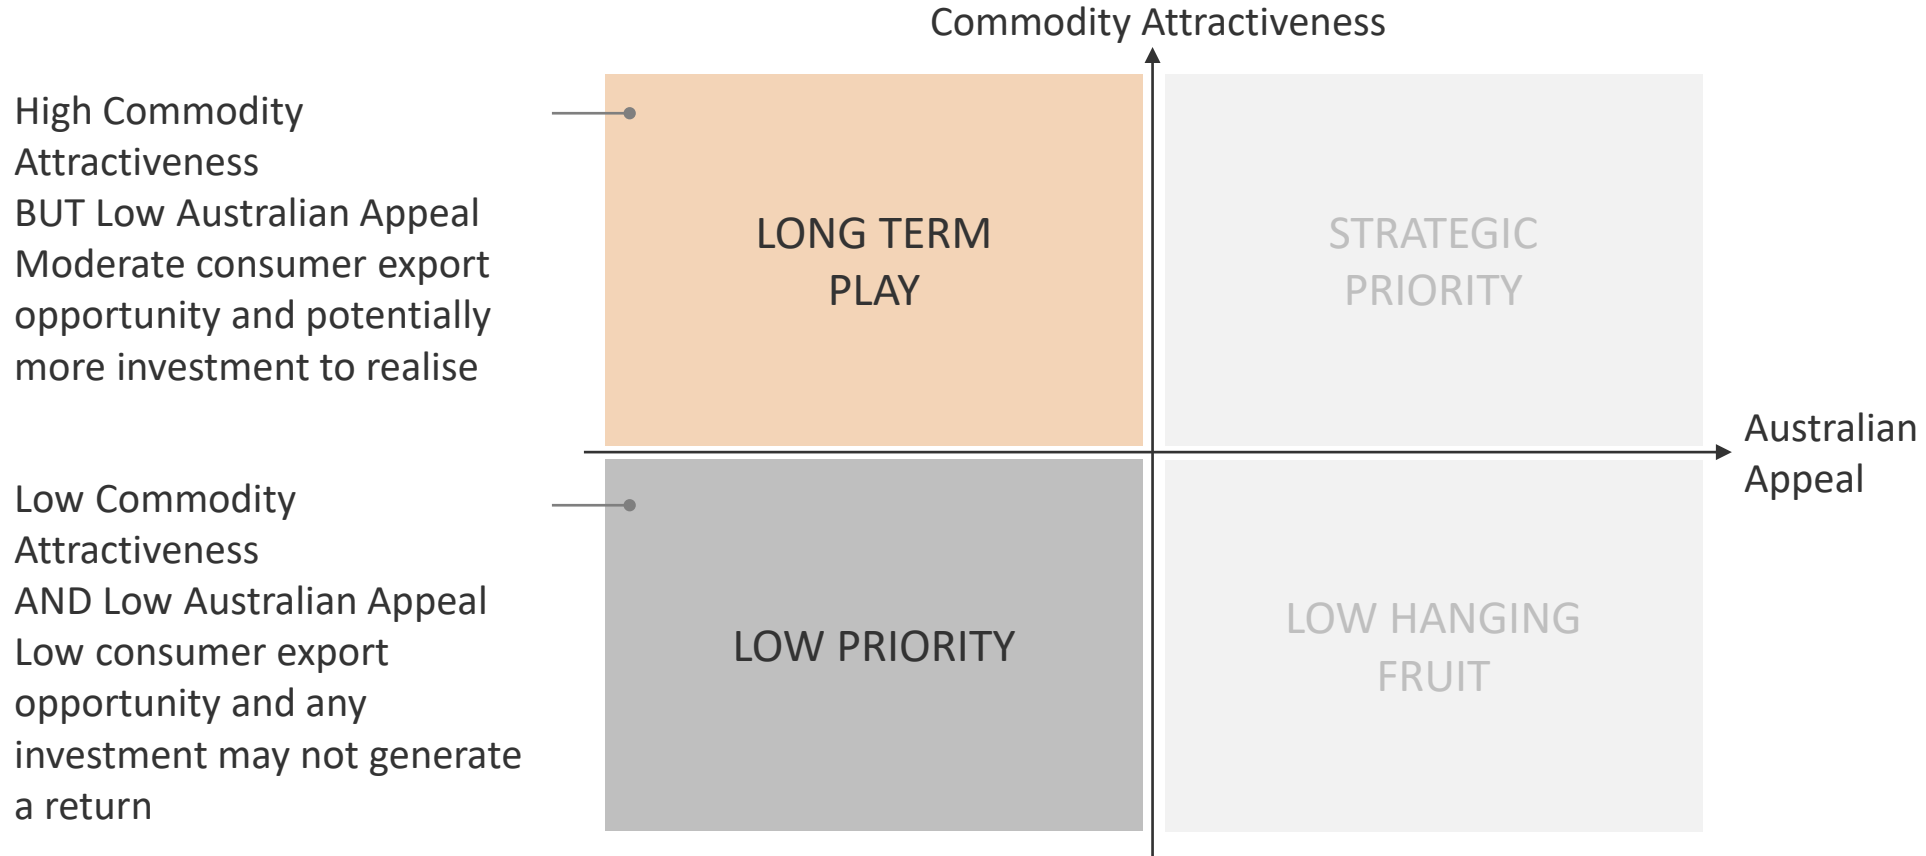 Commodity Attractiveness
High Commodity
Attractiveness
BUT Low Australian Appeal
Moderate consumer export
opportunity and potentially
more investment to realise
LONG TERM
PLAY
STRATEGIC
PRIORITY
Australian
Appeal
Low Commodity
Attractiveness
AND Low Australian Appeal
Low consumer export
opportunity and any
investment may not generate
a return
LOW PRIORITY
LOW HANGING
FRUIT